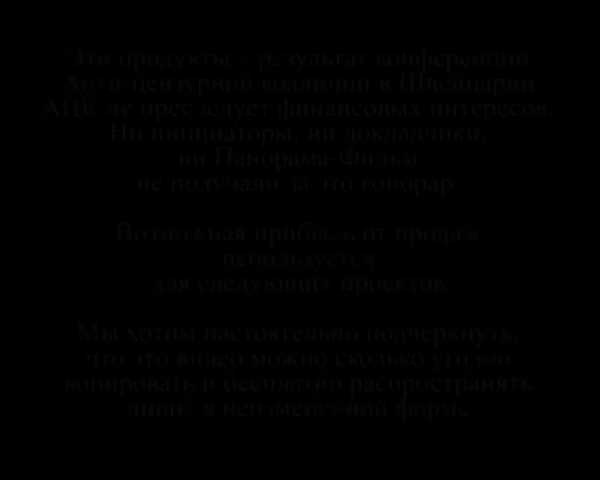 Эти продукты – результат конференции
Анти-цензурной коалиции в Швейцарии.
АЦК не преследует финансовых интересов.
Ни инициаторы, ни докладчики,
ни Панорама-Фильм
не получали за это гонорар
Возможная прибыль от продаж
используется
для следующих проектов.
Мы хотим настоятельно подчеркнуть,
что это видео можно сколько угодно
копировать и бесплатно распространять
лишь в неизмененной форме